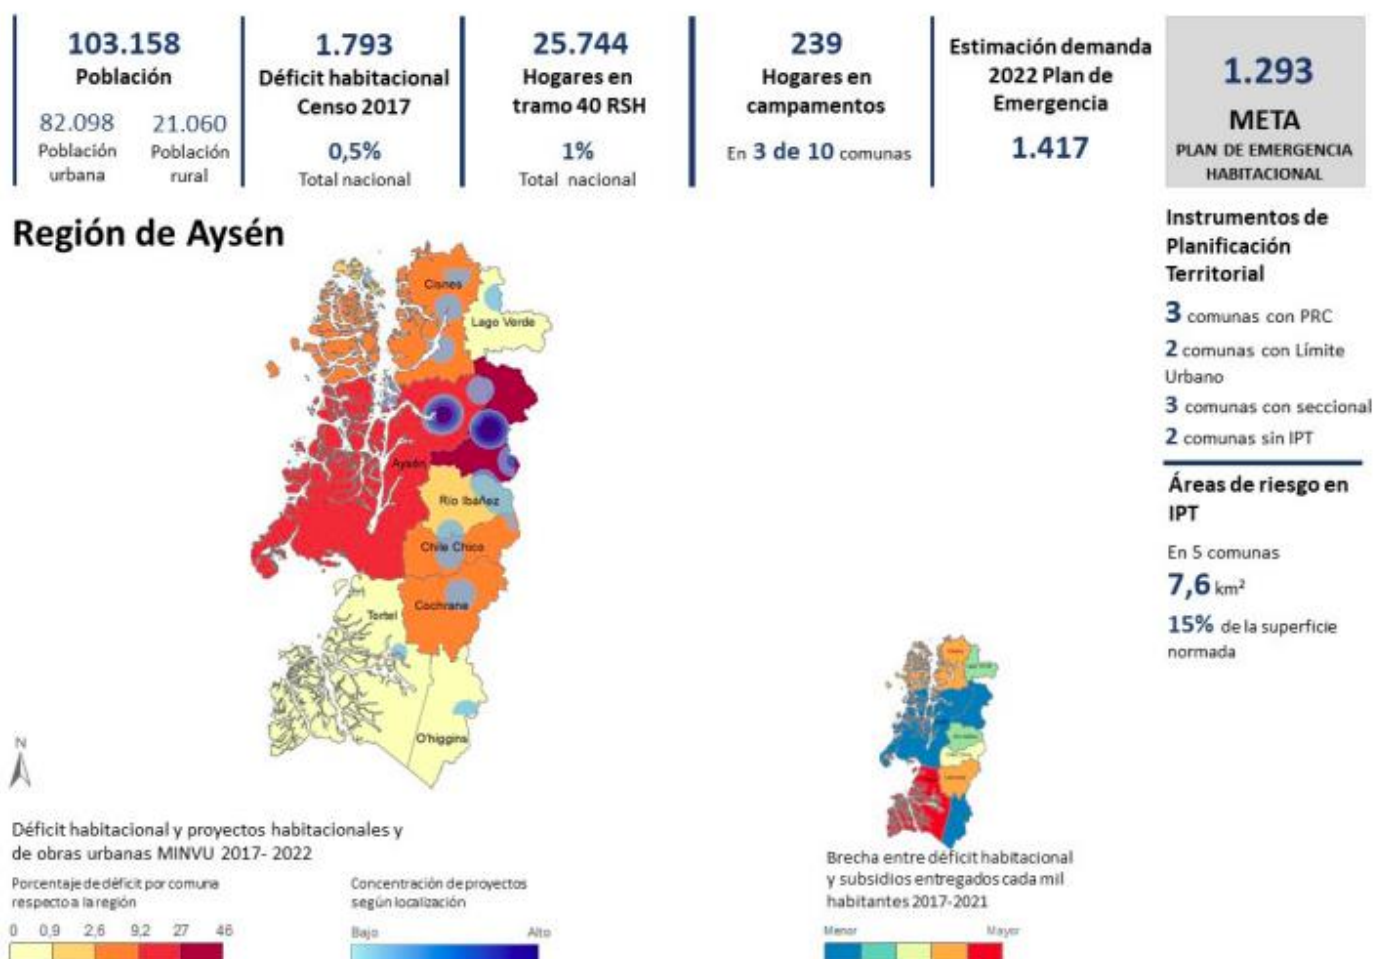 103.158
Población
82.098
Población
urbana
21.060
Población
rural
1.793
Déficit habitacional
Censo 2017
0,5%
Total nacional
25.744
Hogares en
tramo 40 RSH
1%
Total nacional
239
Hogares en
campamentos
En 3 de 10 comunas
Estimación demanda
2022 Plan de
Emergencia
1.417
1.293
META
PLAN DE EMERGENCIA
HABITACIONAL
Región de Aysén
Cisnes
Lago Verde
Aysén
Río Ibañez
Chile Chico
Cochrane
Tortel
O'higgins
N
Instrumentos de
Planificación
Territorial
3 comunas con PRC
2 comunas con Límite
Urbano
3 comunas con seccional
2 comunas sin IPT
Áreas de riesgo en
IPT
En 5 comunas
7,6 km²
15% de la superficie
normada
Déficit habitacional y proyectos habitacionales y
de obras urbanas MINVU 2017- 2022
Porcentaje de déficit por comuna
respecto a la región
0 0,9 2,6 9,2 27 46
Concentración de proyectos
según localización
Bajo Alto
Brecha entre déficit habitacional
y subsidios entregados cada mil
habitantes 2017-2021
Menor Mayor